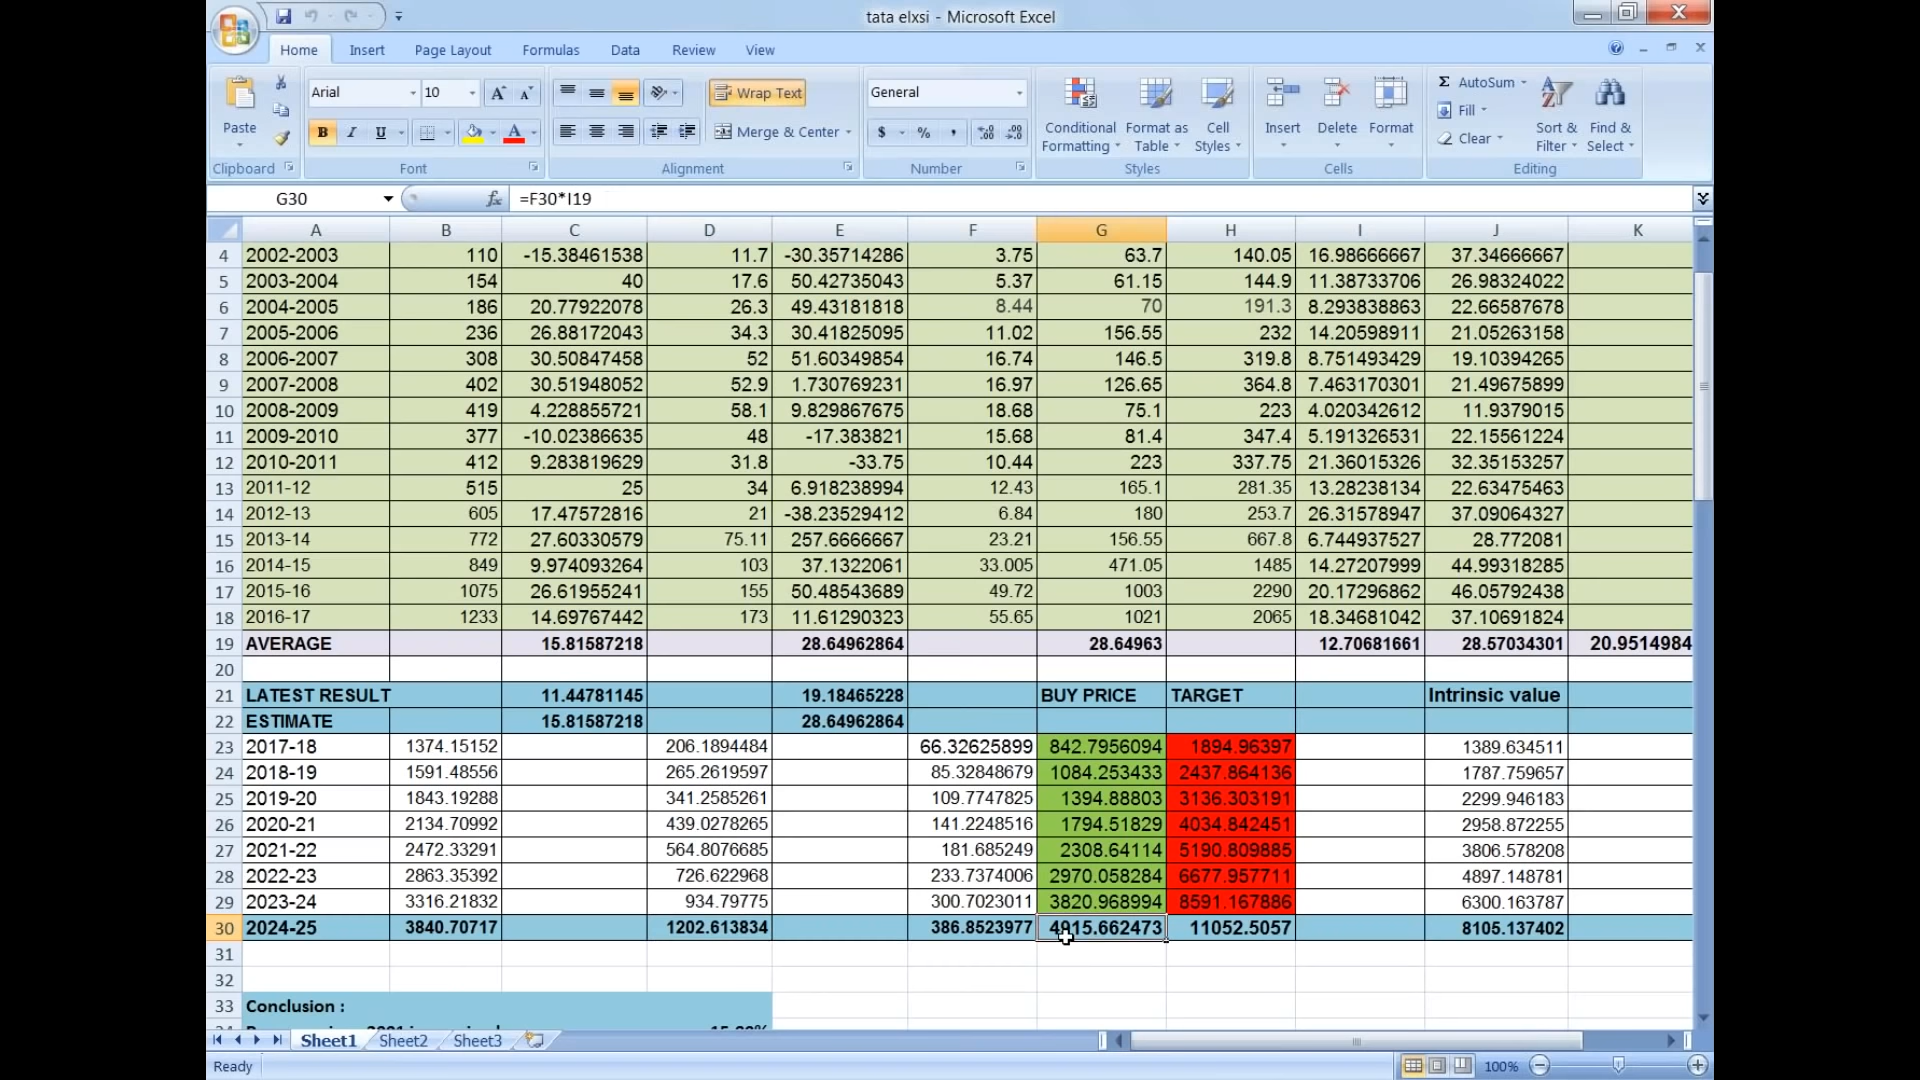 tata elxsi - Microsoft Excel
Home Insert Page Layout Formulas Data Review View
Paste
Arial 10
B I U A
Wrap Text
Merge & Center
General
$ % ,
Conditional Formatting
Format as Table
Cell Styles
Insert Delete Format
Σ AutoSum
Fill
Clear
Sort & Filter
Find & Select
Clipboard Font Alignment Number Styles Cells Editing
G30 fx =F30*I19
A B C D E F G H I J K
4 2002-2003 110 -15.38461538 11.7 -30.35714286 3.75 63.7 140.05 16.98666667 37.34666667
5 2003-2004 154 40 17.6 50.42735043 5.37 61.15 144.9 11.38733706 26.98324022
6 2004-2005 186 20.77922078 26.3 49.43181818 8.44 70 191.3 8.293838863 22.66587678
7 2005-2006 236 26.88172043 34.3 30.41825095 11.02 156.55 232 14.20598911 21.05263158
8 2006-2007 308 30.50847458 52 51.60349854 16.74 146.5 319.8 8.751493429 19.10394265
9 2007-2008 402 30.51948052 52.9 1.730769231 16.97 126.65 364.8 7.463170301 21.49675899
10 2008-2009 419 4.228855721 58.1 9.829867675 18.68 75.1 223 4.020342612 11.9379015
11 2009-2010 377 -10.02386635 48 -17.383821 15.68 81.4 347.4 5.191326531 22.15561224
12 2010-2011 412 9.283819629 31.8 -33.75 10.44 223 337.75 21.36015326 32.35153257
13 2011-12 515 25 34 6.918238994 12.43 165.1 281.35 13.28238134 22.63475463
14 2012-13 605 17.47572816 21 -38.23529412 6.84 180 253.7 26.31578947 37.09064327
15 2013-14 772 27.60330579 75.11 257.6666667 23.21 156.55 667.8 6.744937527 28.772081
16 2014-15 849 9.974093264 103 37.1322061 33.005 471.05 1485 14.27207979 44.99318285
17 2015-16 1075 26.61955241 155 50.48543689 49.72 1003 2290 20.17296862 46.05792438
18 2016-17 1233 14.69767442 173 11.61290323 55.65 1021 2065 18.34681042 37.10691824
19 AVERAGE 15.81587218 28.64962864 28.64963 12.70681661 28.57034301 20.9514984
20
21 LATEST RESULT 11.44781145 19.18465228 BUY PRICE TARGET Intrinsic value
22 ESTIMATE 15.81587218 28.64962864
23 2017-18 1374.15152 206.1894484 66.32625899 842.7956094 1894.96397 1389.634511
24 2018-19 1591.48556 265.2619597 85.32848679 1084.253433 2437.864136 1787.759657
25 2019-20 1843.19288 341.2585261 109.7747825 1394.88803 3136.303191 2299.946183
26 2020-21 2134.70992 439.0278265 141.2248516 1794.51829 4034.842451 2958.872255
27 2021-22 2472.33291 564.8076685 181.685249 2308.64114 5190.809885 3806.578208
28 2022-23 2863.35392 726.622968 233.7374006 2970.058284 6677.957711 4897.148781
29 2023-24 3316.21832 934.79775 300.7023011 3820.968994 8591.167886 6300.163787
30 2024-25 3840.70717 1202.613834 386.8523977 4915.662473 11052.5057 8105.137402
31
32
33 Conclusion :
Sheet1 Sheet2 Sheet3
Ready 100%